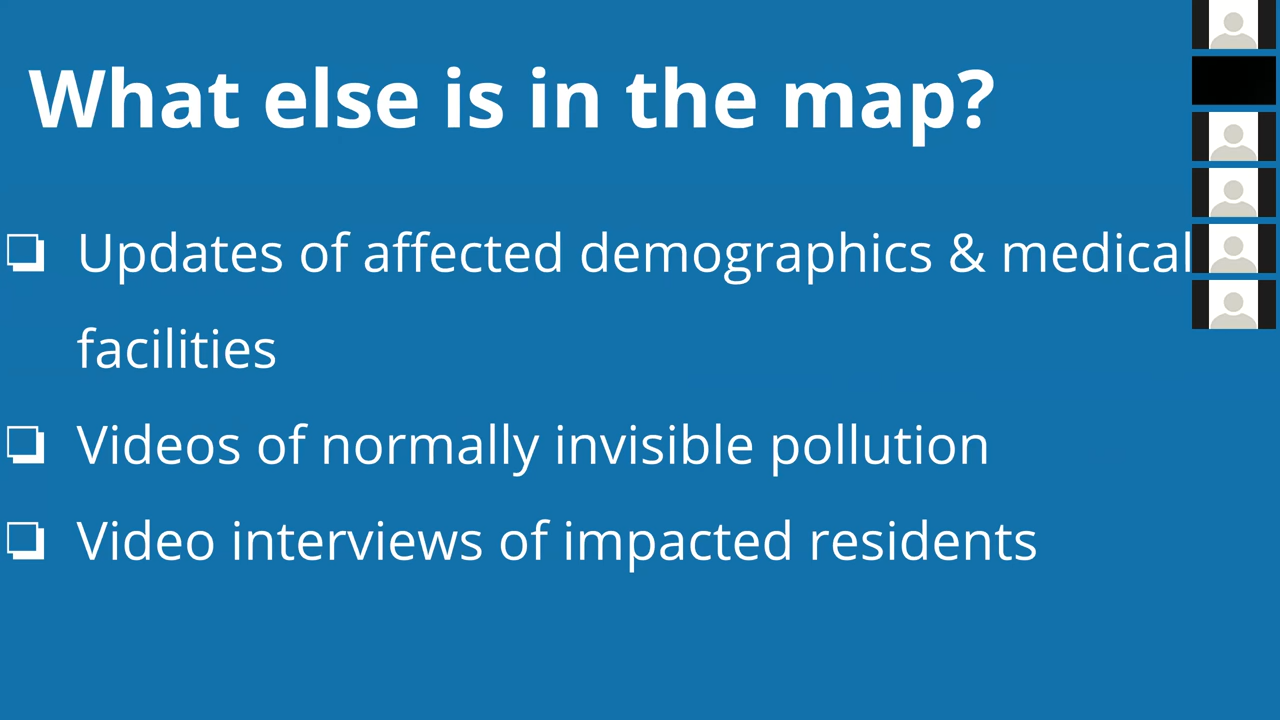 What else is in the map?
❏ Updates of affected demographics & medical
facilities
❏ Videos of normally invisible pollution
❏ Video interviews of impacted residents